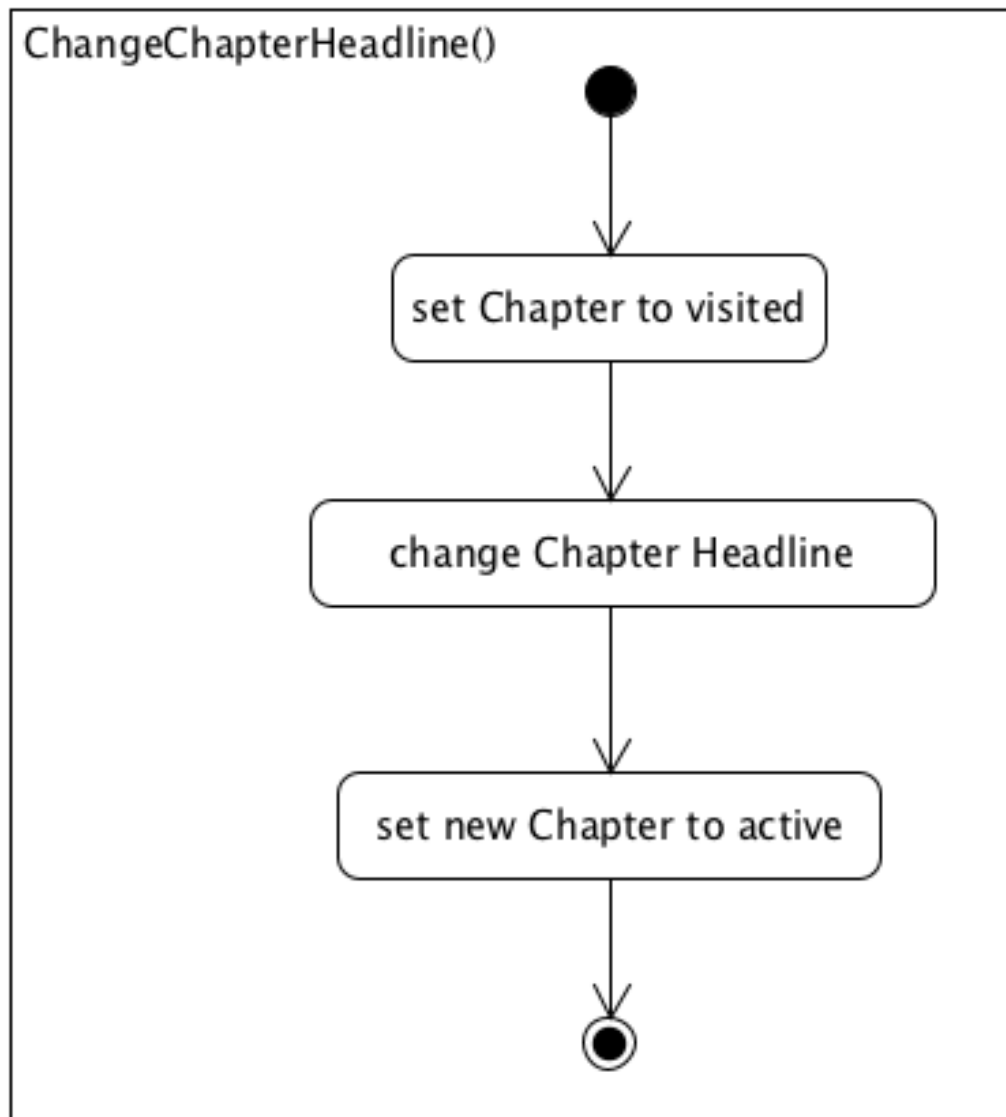 ChangeChapterHeadline()
set Chapter to visited
change Chapter Headline
set new Chapter to active